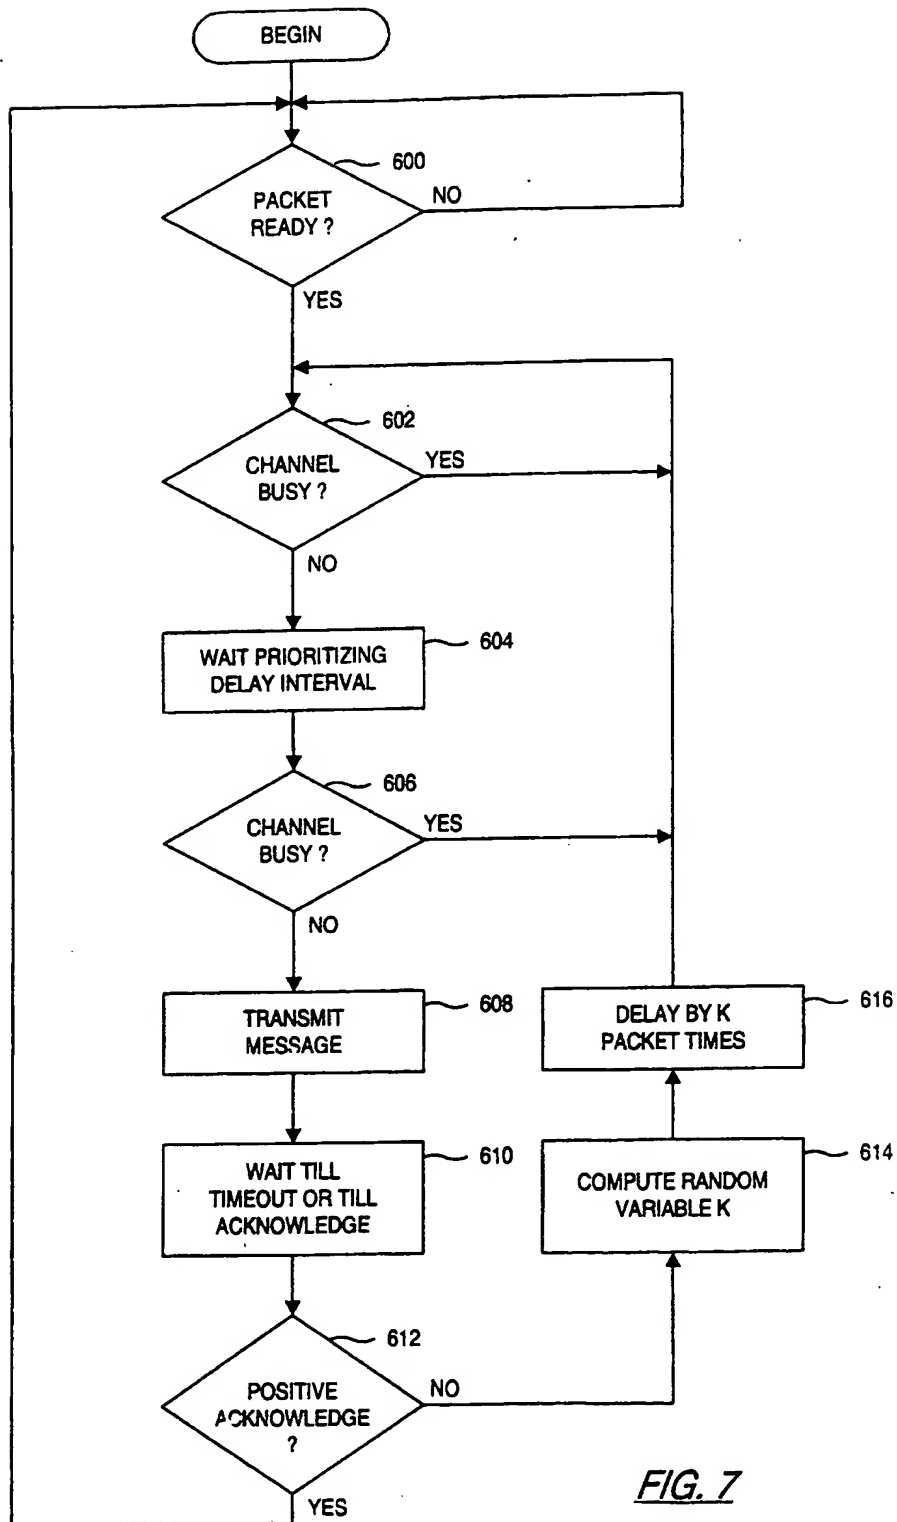 BEGIN
600
PACKET
READY ?
NO
YES
602
CHANNEL
BUSY ?
YES
NO
604
WAIT PRIORITIZING
DELAY INTERVAL
606
CHANNEL
BUSY ?
YES
NO
608
TRANSMIT
MESSAGE
616
DELAY BY K
PACKET TIMES
610
WAIT TILL
TIMEOUT OR TILL
ACKNOWLEDGE
614
COMPUTE RANDOM
VARIABLE K
612
POSITIVE
ACKNOWLEDGE
?
NO
YES
FIG. 7